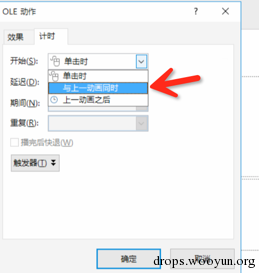 OLE 动作
效果 计时
开始(S): 单击时
延迟(D): 单击时
与上一动画同时
期间(N): 上一动画之后
重复(R):
播完后快退(W)
触发器(T)
确定 取消
drops.wooyun.org